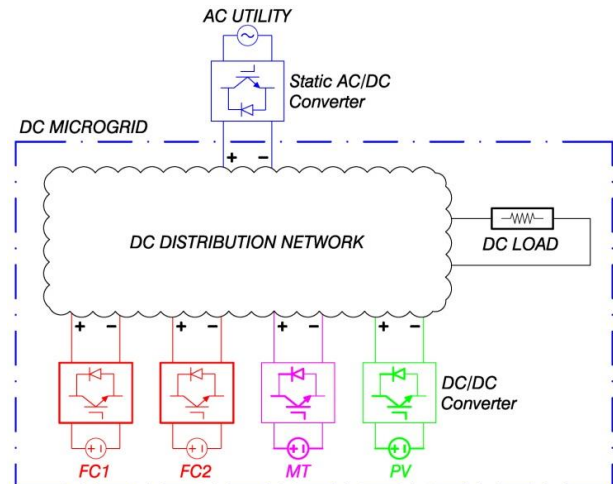 AC UTILITY
Static AC/DC
Converter
DC MICROGRID
+ −
DC DISTRIBUTION NETWORK
DC LOAD
+ − + − + − + −
DC/DC
Converter
+ − + − + − + −
FC1 FC2 MT PV